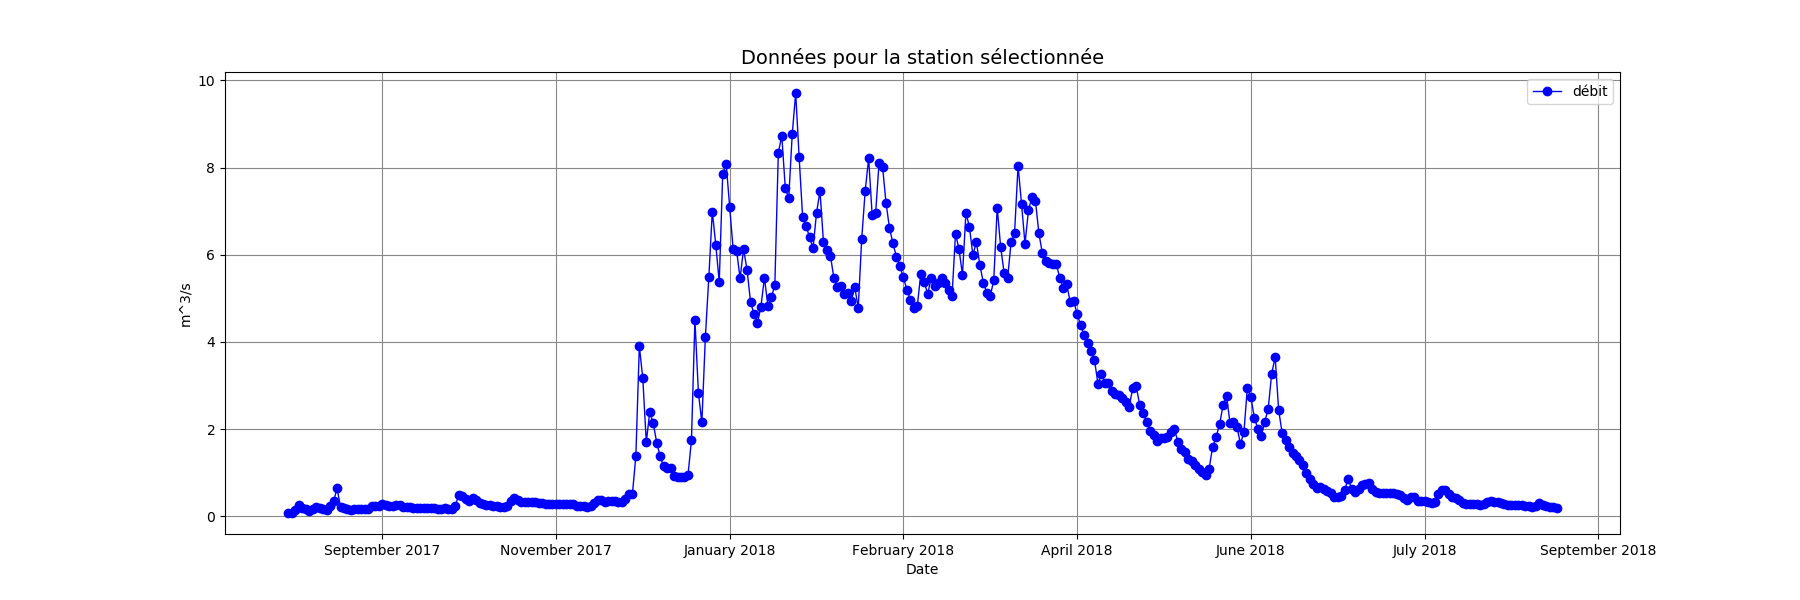 Données pour la station sélectionnée
débit
m^3/s
10
8
6
4
2
0
September 2017 November 2017 January 2018 February 2018 April 2018 June 2018 July 2018 September 2018
Date